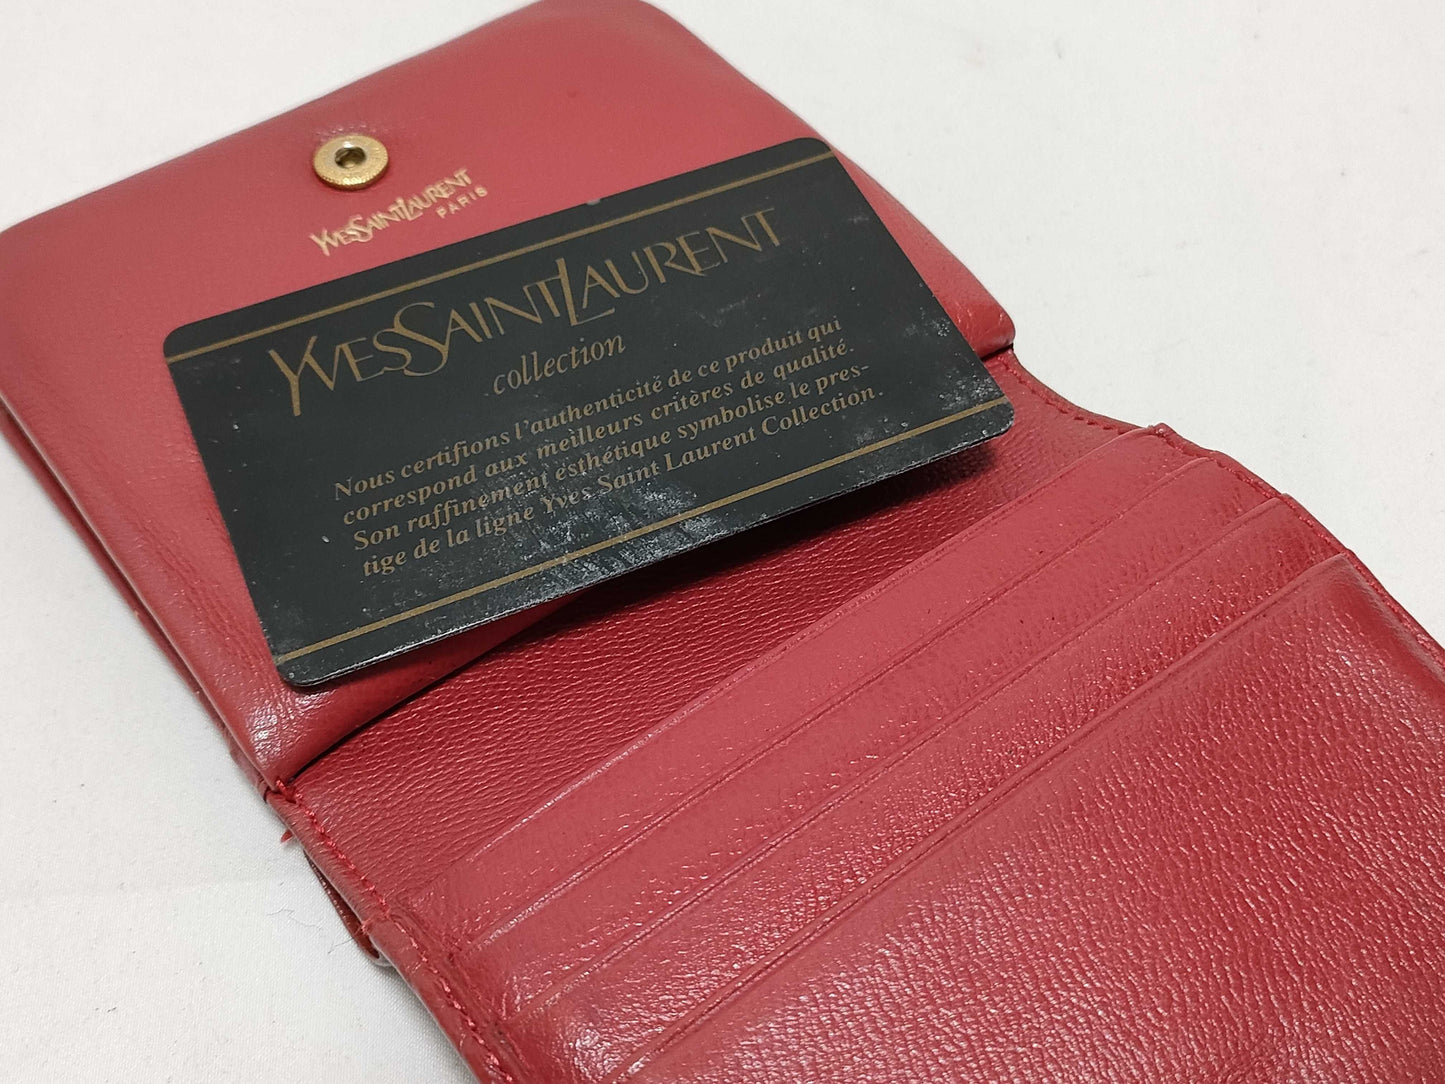 YVESSAINTLAURENT
PARIS
YVESSAINTLAURENT
collection
Nous certifions l'authenticité de ce produit qui
correspond aux meilleurs critères de qualité.
Son raffinement esthétique symbolise le pres-
tige de la ligne Yves Saint Laurent Collection.